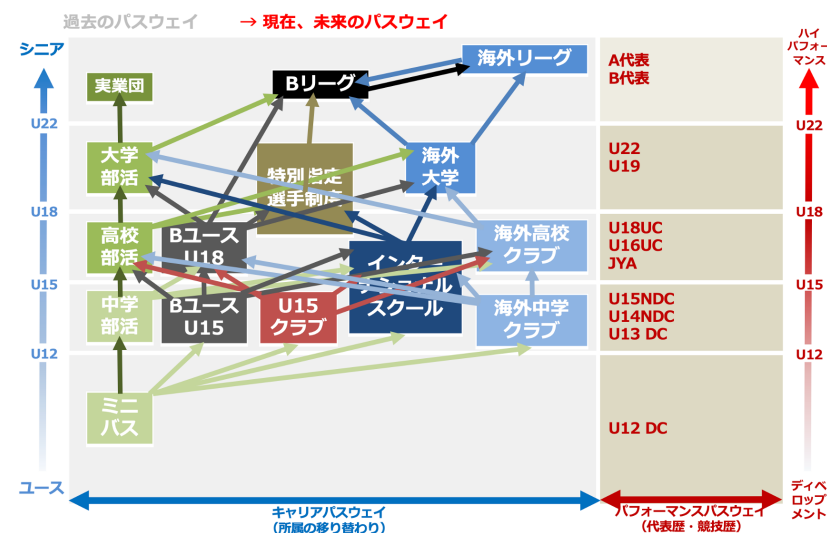 過去のパスウェイ → 現在、未来のパスウェイ
シニア
U22
U18
U15
U12
ユース
海外リーグ
Bリーグ
実業団
大学
部活
特別指定
選手制度
海外
大学
高校
部活
Bユース
U18
インター
ナショナル
スクール
海外高校
クラブ
中学
部活
Bユース
U15
U15
クラブ
海外中学
クラブ
ミニ
バス
A代表
B代表
U22
U19
U18UC
U16UC
JYA
U15NDC
U14NDC
U13 DC
U12 DC
ハイ
パフォー
マンス
U22
U18
U15
U12
ディベ
ロップ
メント
キャリアパスウェイ
(所属の移り替わり)
パフォーマンスパスウェイ
(代表歴・競技歴)